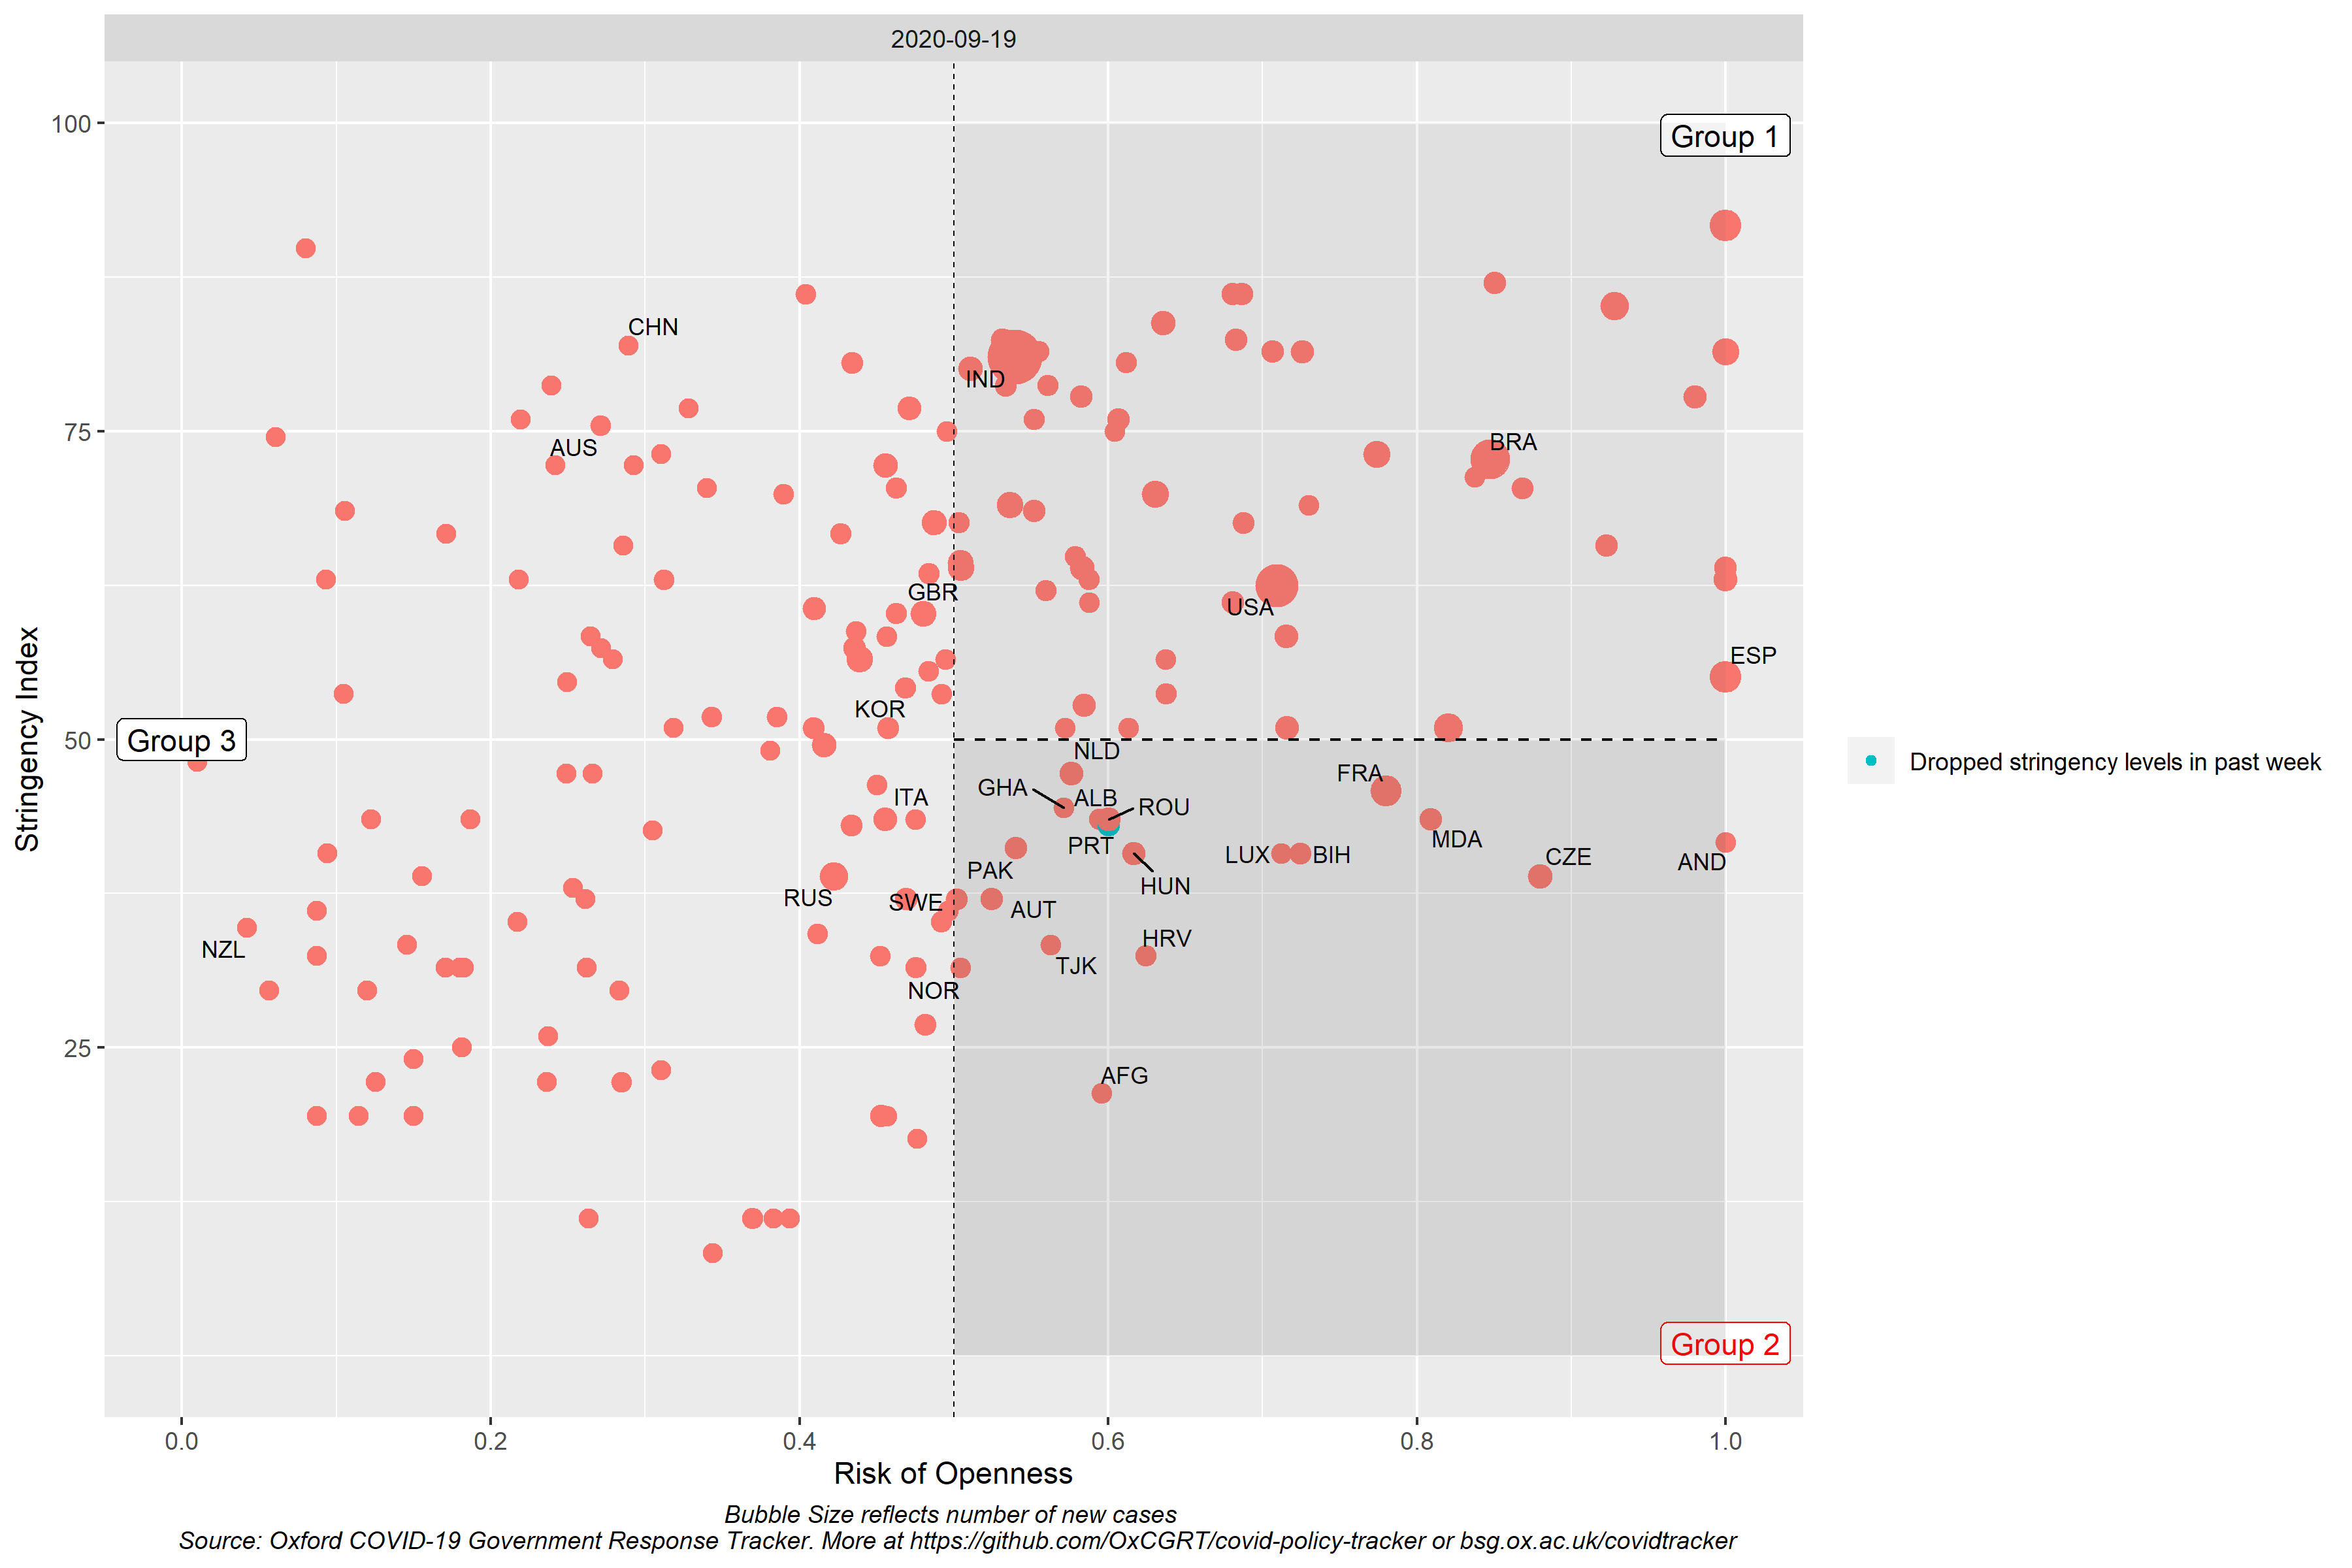 2020-09-19
100
75
50
25
Stringency Index
Group 1
CHN
IND
AUS
BRA
GBR
USA
ESP
KOR
Group 3
NLD
FRA
GHA
ALB
ITA
ROU
PRT
MDA
LUX
BIH
CZE
AND
PAK
HUN
RUS
SWE
AUT
HRV
NZL
TJK
NOR
AFG
Group 2
Dropped stringency levels in past week
0.0
0.2
0.4
0.6
0.8
1.0
Risk of Openness
Bubble Size reflects number of new cases
Source: Oxford COVID-19 Government Response Tracker. More at https://github.com/OxCGRT/covid-policy-tracker or bsg.ox.ac.uk/covidtracker